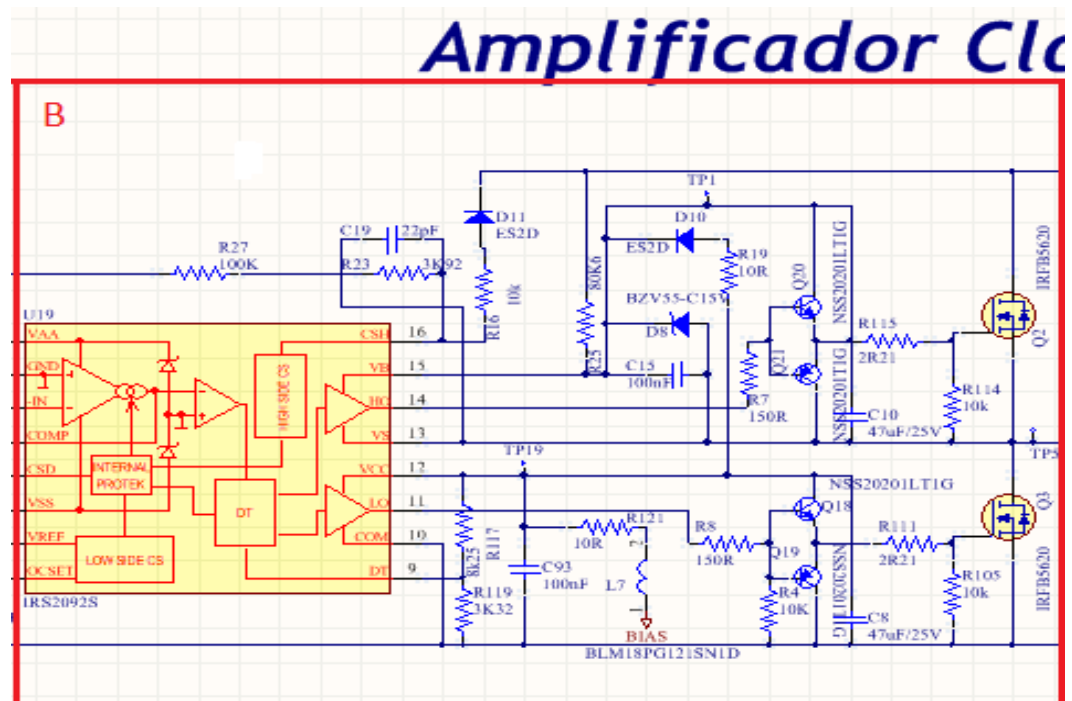 Amplificador Cla
B
TP1
D11
ES2D
C19
22pF
D10
ES2D
R27
100K
R23
3K92
R19
10R
Q20
NSS20201LT1G
IRFB5620
R16
10k
80K6
R25
BZV55-C15V
D8
U19
C15
100nF
Q21
R115
2R21
Q2
VAA
GND
-IN
COMP
CSD
VSS
VREF
OCSET
HIGH SIDE CS
INTERNAL
PROTEK
DT
LOW SIDE CS
CSH
VB
HO
VS
VCC
LO
COM
DT
16
15
14
13
12
11
10
9
IRS2092S
R7
150R
NSS20201LT1G
R114
10k
C10
47uF/25V
TP19
TP5
NSS20201LT1G
Q18
Q3
R117
8k25
R121
10R
2
R8
150R
R111
2R21
C93
100nF
L7
1
Q19
NSS20201LT1G
R119
3K32
R4
10K
R105
10k
IRFB5620
BIAS
BLM18PG121SN1D
C8
47uF/25V